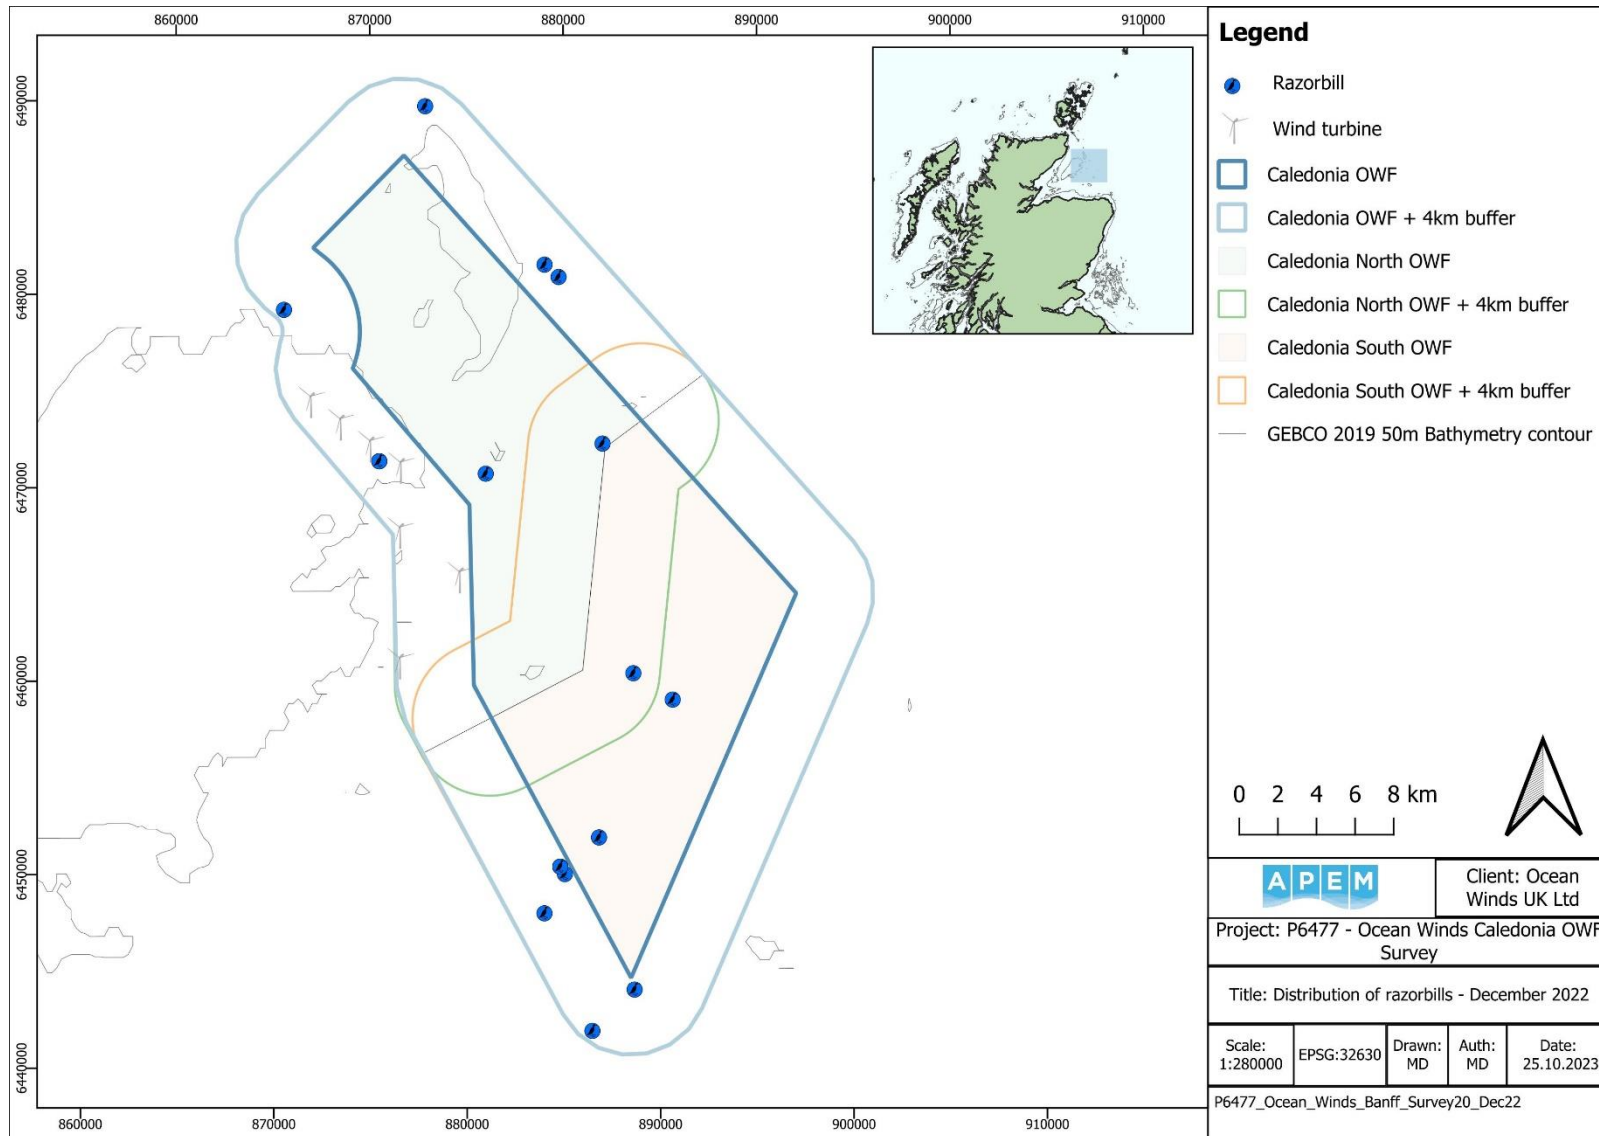 860000 870000 880000 890000 900000 910000
6490000
6480000
6470000
6460000
6450000
6440000
860000 870000 880000 890000 900000 910000
Legend
Razorbill
Wind turbine
Caledonia OWF
Caledonia OWF + 4km buffer
Caledonia North OWF
Caledonia North OWF + 4km buffer
Caledonia South OWF
Caledonia South OWF + 4km buffer
GEBCO 2019 50m Bathymetry contour
0 2 4 6 8 km
APEM
Client: Ocean
Winds UK Ltd
Project: P6477 - Ocean Winds Caledonia OWF
Survey
Title: Distribution of razorbills - December 2022
Scale:
1:280000
EPSG:32630
Drawn:
MD
Auth:
MD
Date:
25.10.2023
P6477_Ocean_Winds_Banff_Survey20_Dec22